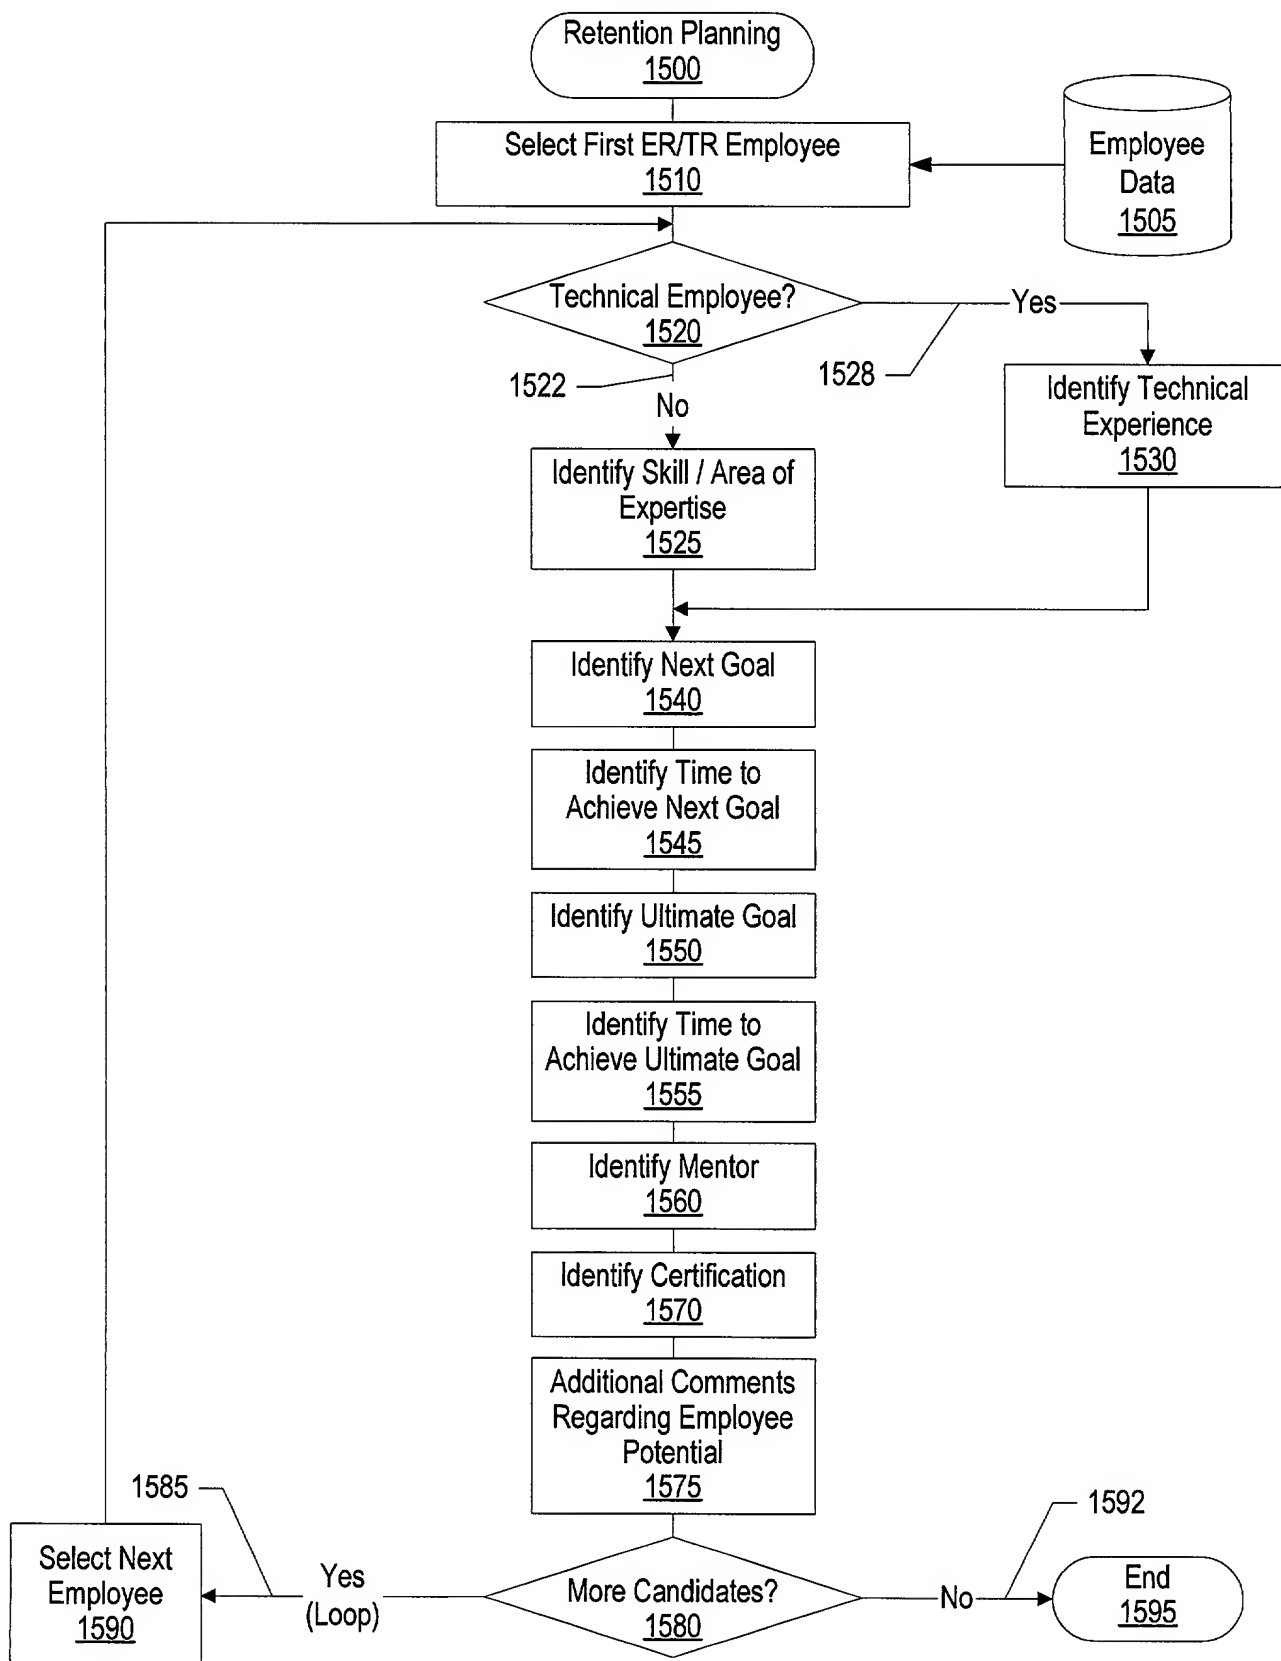 Retention Planning
1500
Select First ER/TR Employee
1510
Employee
Data
1505
Technical Employee?
1520
Yes
1528
1522
No
Identify Technical
Experience
1530
Identify Skill / Area of
Expertise
1525
Identify Next Goal
1540
Identify Time to
Achieve Next Goal
1545
Identify Ultimate Goal
1550
Identify Time to
Achieve Ultimate Goal
1555
Identify Mentor
1560
Identify Certification
1570
Additional Comments
Regarding Employee
Potential
1575
1585
1592
Select Next
Employee
1590
Yes
(Loop)
More Candidates?
1580
No
End
1595